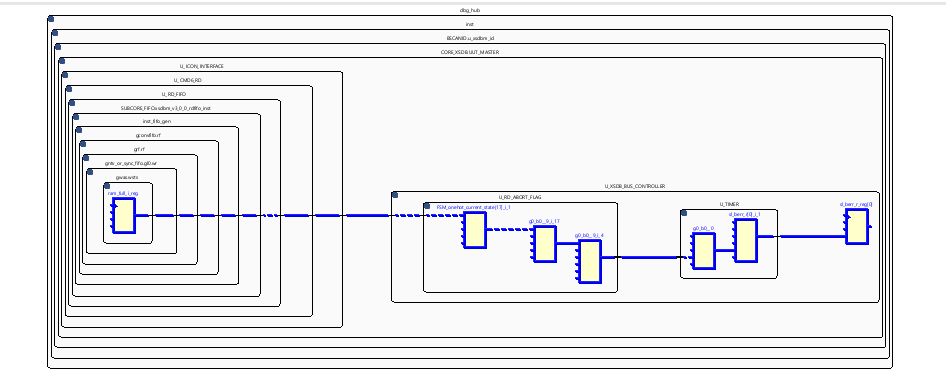 dbg_hub
inst
BSCANID.u_xsdbm_id
CORE_XSDB.UUT_MASTER
U_ICON_INTERFACE
U_CMD6_RD
U_RD_FIFO
SUBCORE_FIFO.xsdbm_v3_0_0_rdfifo_inst
inst_fifo_gen
gconvfifo.rf
grf.rf
gntv_or_sync_fifo.gl0.wr
gwas.wsts
ram_full_i_reg
U_XSDB_BUS_CONTROLLER
U_RD_ABORT_FLAG
FSM_onehot_current_state[17]_i_1
g0_b0__9_i_17
g0_b0__9_i_4
U_TIMER
sl_berr_i[0]_i_1
g0_b0__0
sl_berr_r_reg[0]